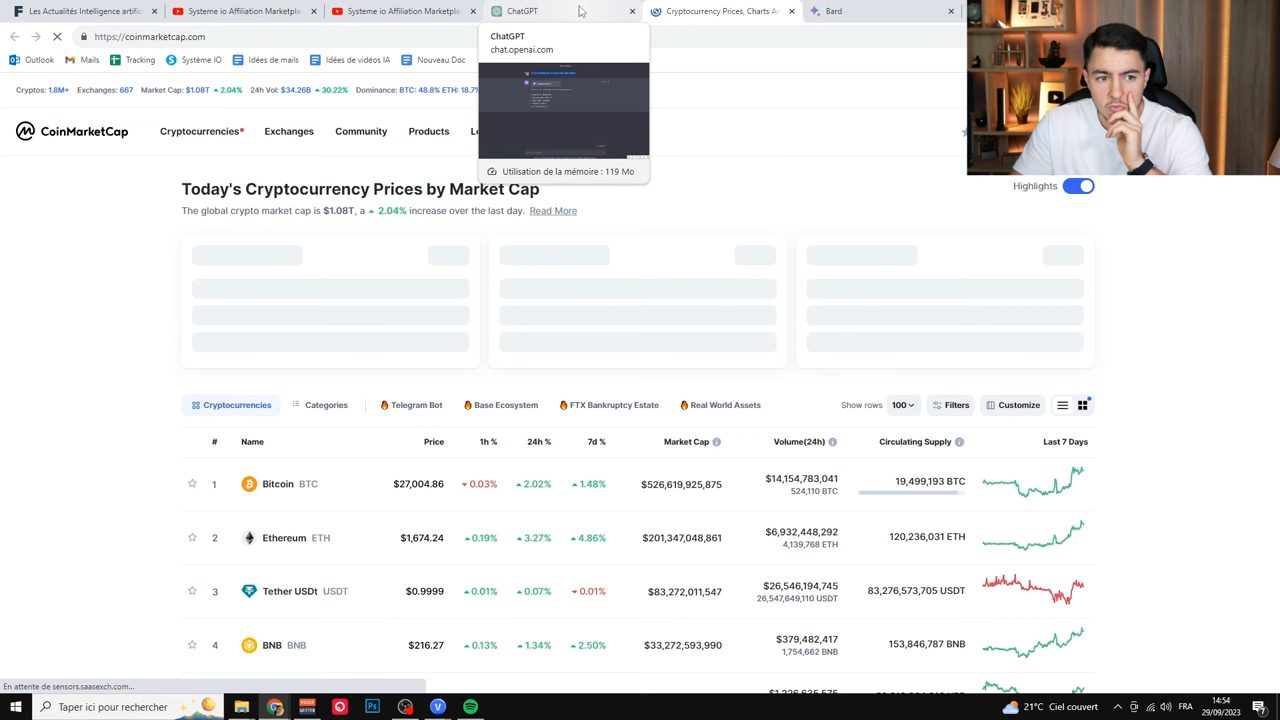 Les Assistants Intelligence artificiel
Systeme io Affiliation Marketpla
Systeme io Affiliation Marketpla
ChatGPT
Cryptocurrency Prices, Charts A
Bard
https://coinmarketcap.com
Outlook
Mails
Tracking
Système IO
Idées de mails
Idées de vidéos IA
Nouveau Doc
ChatGPT
chat.openai.com
Utilisation de la mémoire : 119 Mo
Cryptos: 1.8M+ Exchanges: 667 Market Cap: $1.08T 2.04% 24h Vol: $34.26B 30.22% Dominance: BTC: 48.8% ETH: 18.7%
CoinMarketCap
Cryptocurrencies
Exchanges
Community
Products
Today's Cryptocurrency Prices by Market Cap
Highlights
The global crypto market cap is $1.08T, a 2.04% increase over the last day. Read More
Cryptocurrencies
Categories
Telegram Bot
Base Ecosystem
FTX Bankruptcy Estate
Real World Assets
Show rows 100
Filters
Customize
# Name Price 1h % 24h % 7d % Market Cap Volume(24h) Circulating Supply Last 7 Days
1 Bitcoin BTC $27,004.86 0.03% 2.02% 1.48% $526,619,925,875 $14,154,783,041 19,499,193 BTC
524,110 BTC
2 Ethereum ETH $1,674.24 0.19% 3.27% 4.86% $201,347,048,861 $6,932,448,292 120,236,031 ETH
4,139,768 ETH
3 Tether USDt USDT $0.9999 0.01% 0.07% 0.01% $83,272,011,547 $26,546,194,745 83,276,573,705 USDT
26,547,649,110 USDT
4 BNB BNB $216.27 0.13% 1.34% 2.50% $33,272,593,990 $379,482,417 153,846,787 BNB
1,754,662 BNB
En attente de sensors.saasexch.com...
Taper ici pour rechercher
21°C Ciel couvert
FRA
14:54
29/09/2023